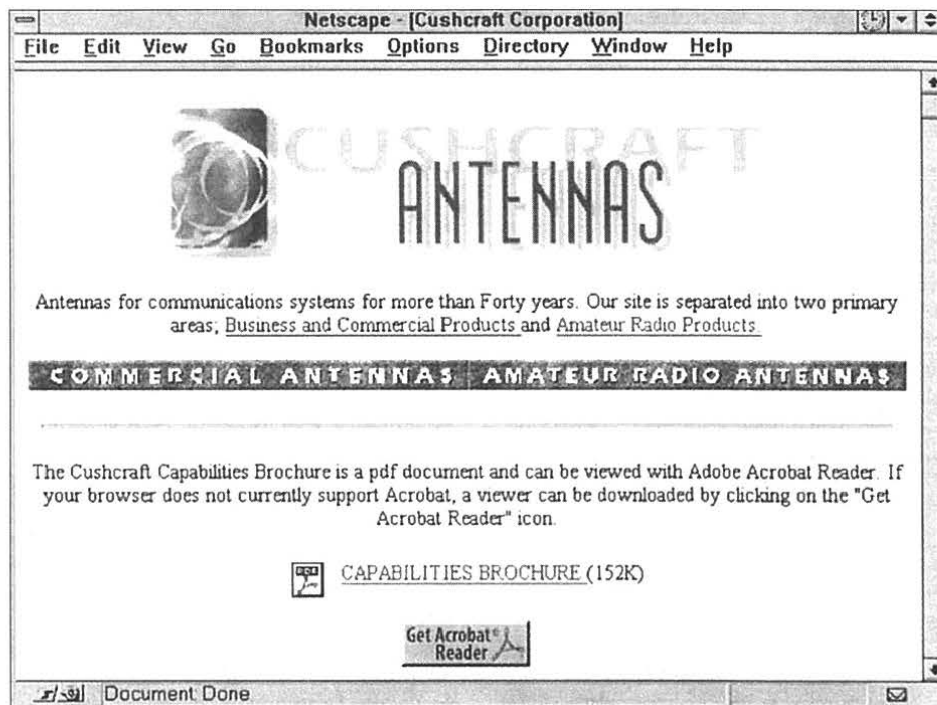 Netscape - [Cushcraft Corporation]
File Edit View Go Bookmarks Options Directory Window Help
CUSHCRAFT
ANTENNAS
Antennas for communications systems for more than Forty years. Our site is separated into two primary
areas; Business and Commercial Products and Amateur Radio Products.
COMMERCIAL ANTENNAS AMATEUR RADIO ANTENNAS
The Cushcraft Capabilities Brochure is a pdf document and can be viewed with Adobe Acrobat Reader. If
your browser does not currently support Acrobat, a viewer can be downloaded by clicking on the "Get
Acrobat Reader" icon.
CAPABILITIES BROCHURE (152K)
Get Acrobat®
Reader
Document: Done